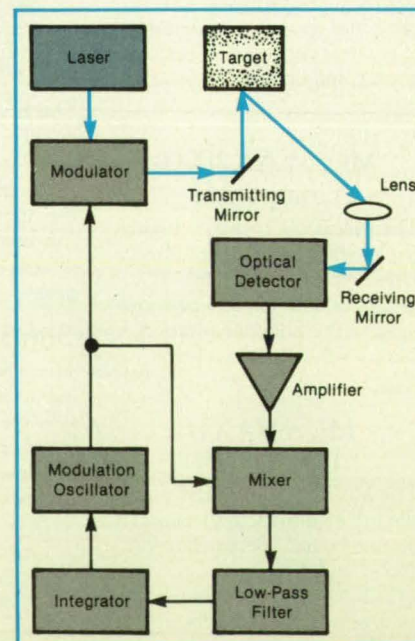 Laser
Target
Modulator
Transmitting
Mirror
Lens
Optical
Detector
Receiving
Mirror
Amplifier
Modulation
Oscillator
Mixer
Integrator
Low-Pass
Filter